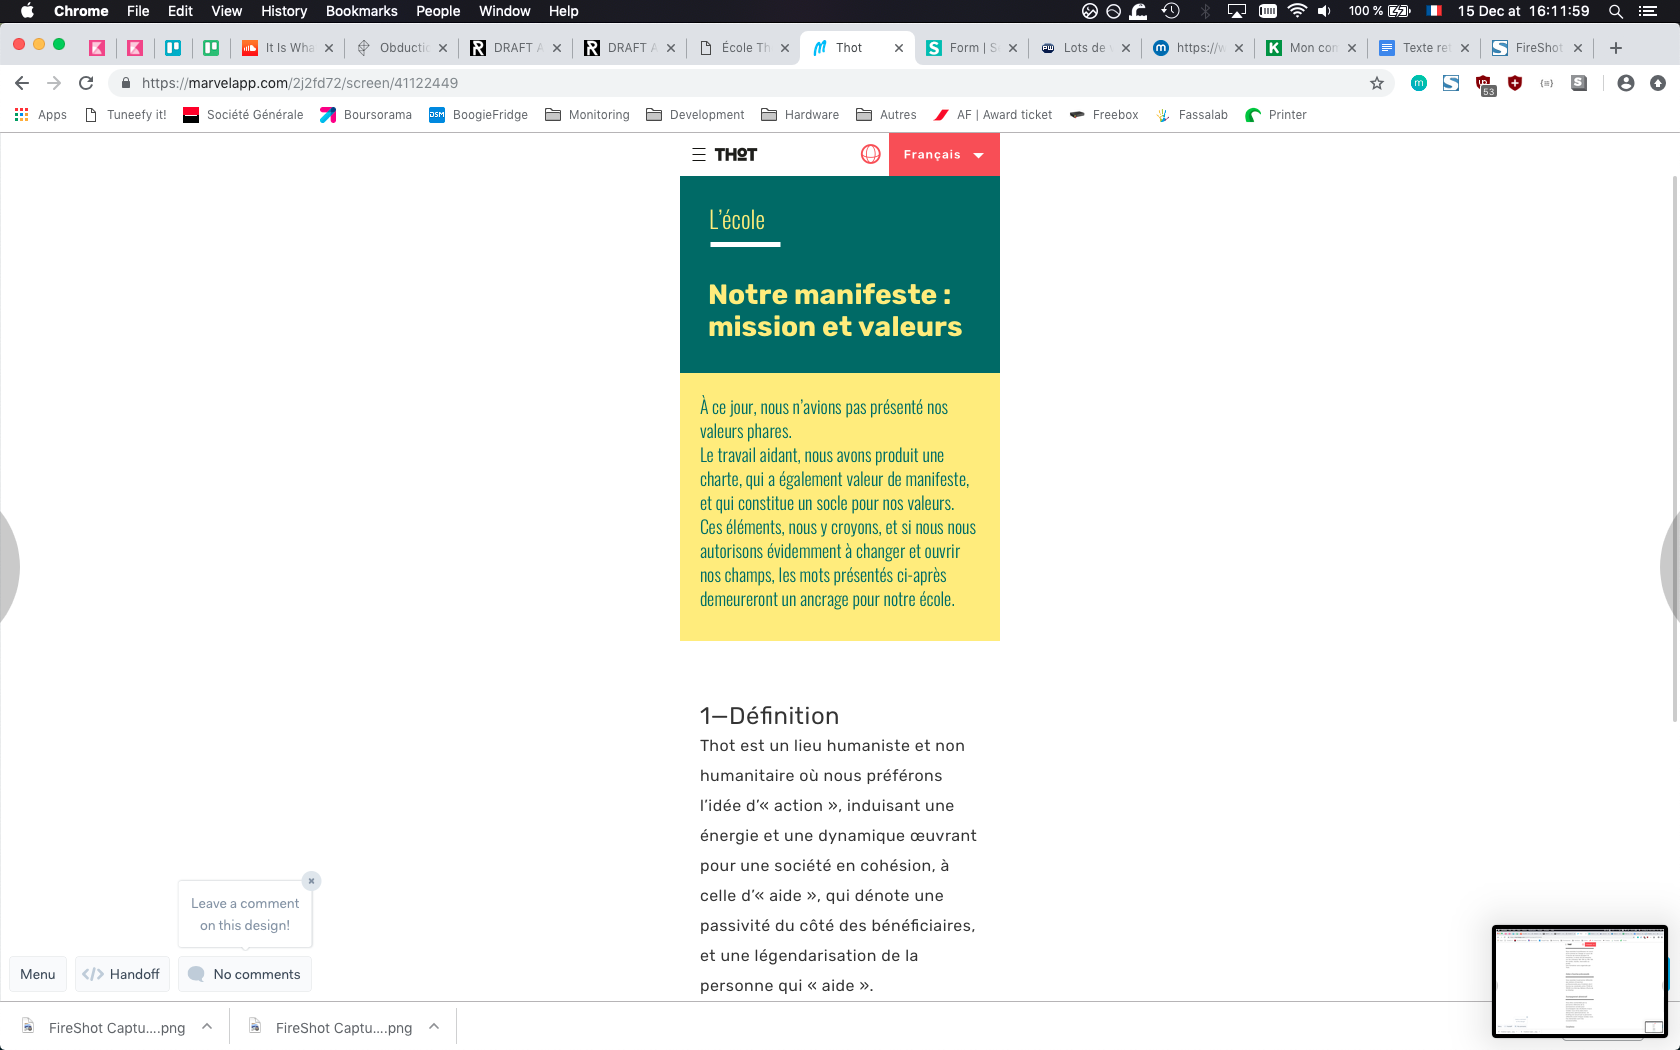 Chrome File Edit View History Bookmarks People Window Help 100 % 15 Dec at 16:11:59
It Is Wha Obductio DRAFT A DRAFT A École Th Thot Form | S Lots de https://w Mon con Texte ret FireShot
https://marvelapp.com/2j2fd72/screen/41122449
53
Apps Tuneefy it! Société Générale Boursorama BoogieFridge Monitoring Development Hardware Autres AF | Award ticket Freebox Fassalab Printer
THOT Français
L’école
Notre manifeste :
mission et valeurs
À ce jour, nous n’avions pas présenté nos
valeurs phares.
Le travail aidant, nous avons produit une
charte, qui a également valeur de manifeste,
et qui constitue un socle pour nos valeurs.
Ces éléments, nous y croyons, et si nous nous
autorisons évidemment à changer et ouvrir
nos champs, les mots présentés ci-après
demeureront un ancrage pour notre école.
1—Définition
Thot est un lieu humaniste et non
humanitaire où nous préférons
l’idée d’« action », induisant une
énergie et une dynamique œuvrant
pour une société en cohésion, à
celle d’« aide », qui dénote une
passivité du côté des bénéficiaires,
et une légendarisation de la
personne qui « aide ».
Leave a comment
on this design!
Menu Handoff No comments
FireShot Captu....png FireShot Captu....png